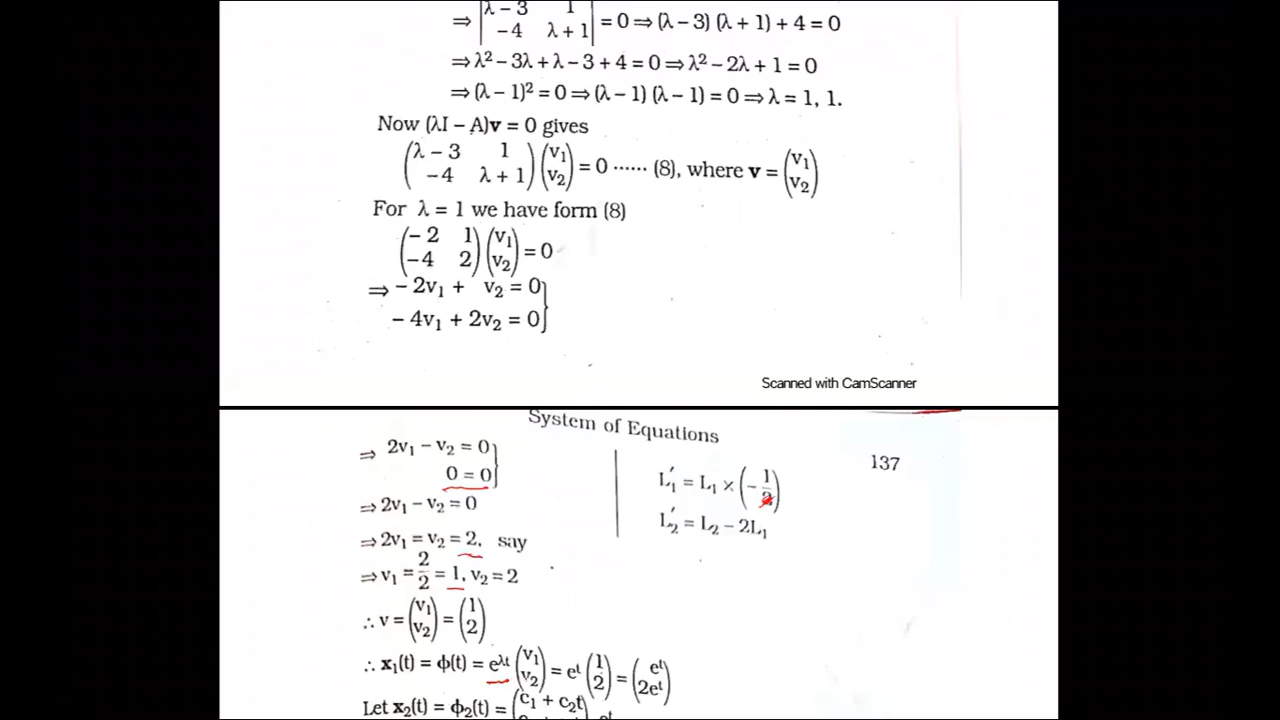 ⇒ |λ – 3 1; – 4 λ + 1| = 0 ⇒ (λ – 3) (λ + 1) + 4 = 0
⇒ λ² – 3λ + λ – 3 + 4 = 0 ⇒ λ² – 2λ + 1 = 0
⇒ (λ – 1)² = 0 ⇒ (λ – 1) (λ – 1) = 0 ⇒ λ = 1, 1.
Now (λI – A)v = 0 gives
(λ – 3 1; – 4 λ + 1) (v₁; v₂) = 0 ...... (8), where v = (v₁; v₂)
For λ = 1 we have form (8)
(– 2 1; – 4 2) (v₁; v₂) = 0
⇒ – 2v₁ + v₂ = 0
– 4v₁ + 2v₂ = 0}
Scanned with CamScanner
System of Equations
137
⇒ 2v₁ – v₂ = 0
0 = 0}
L₁′ = L₁ × (– 1/2)
L₂′ = L₂ – 2L₁
⇒ 2v₁ – v₂ = 0
⇒ 2v₁ = v₂ = 2, say
⇒ v₁ = 2/2 = 1, v₂ = 2
∴ v = (v₁; v₂) = (1; 2)
∴ x₁(t) = ϕ(t) = e^λt (v₁; v₂) = e^t (1; 2) = (e^t; 2e^t)
Let x₂(t) = ϕ₂(t) = (c₁ + c₂t